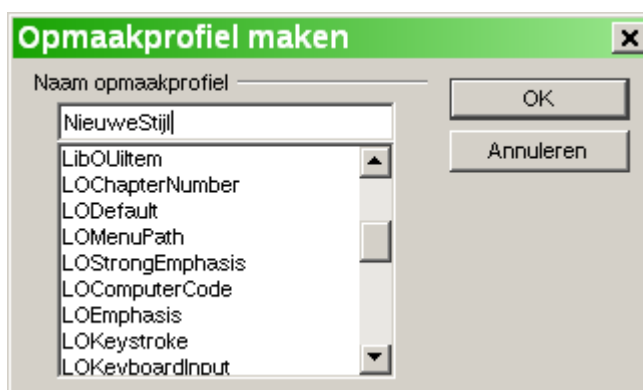 Opmaakprofiel maken
Naam opmaakprofiel
OK
NieuweStijl
Annuleren
LibOUiItem
LOChapterNumber
LODefault
LOMenuPath
LOStrongEmphasis
LOComputerCode
LOEmphasis
LOKeystroke
LOKeyboardInput